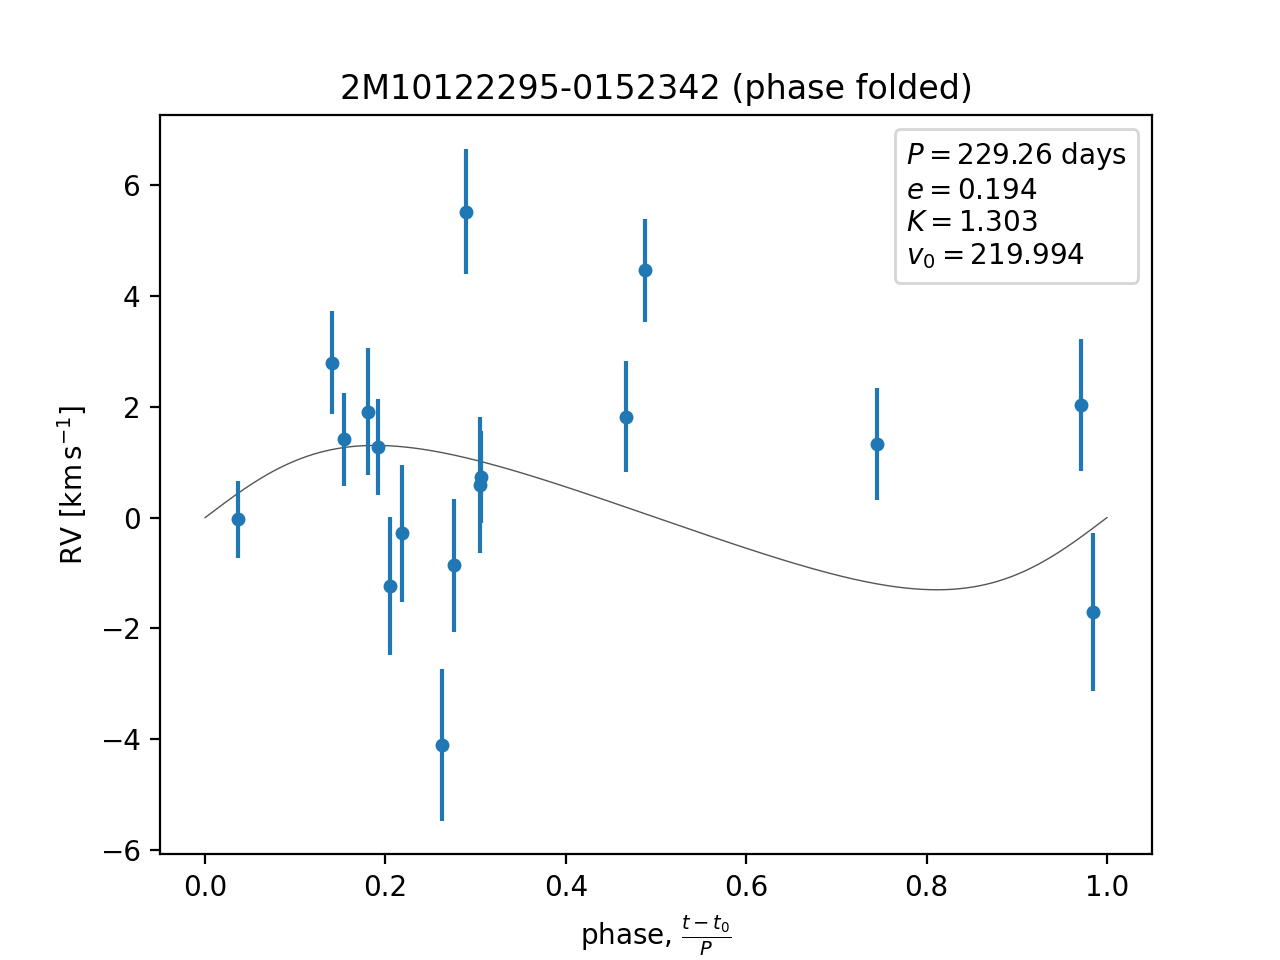 2M10122295-0152342 (phase folded)
P = 229.26 days
e = 0.194
K = 1.303
v₀ = 219.994
6
4
2
0
−2
−4
−6
RV [km s⁻¹]
0.0 0.2 0.4 0.6 0.8 1.0
phase, (t − t₀)/P